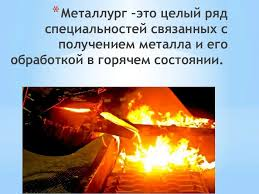 * Металлург –это целый ряд
специальностей связанных с
получением металла и его
обработкой в горячем состоянии.